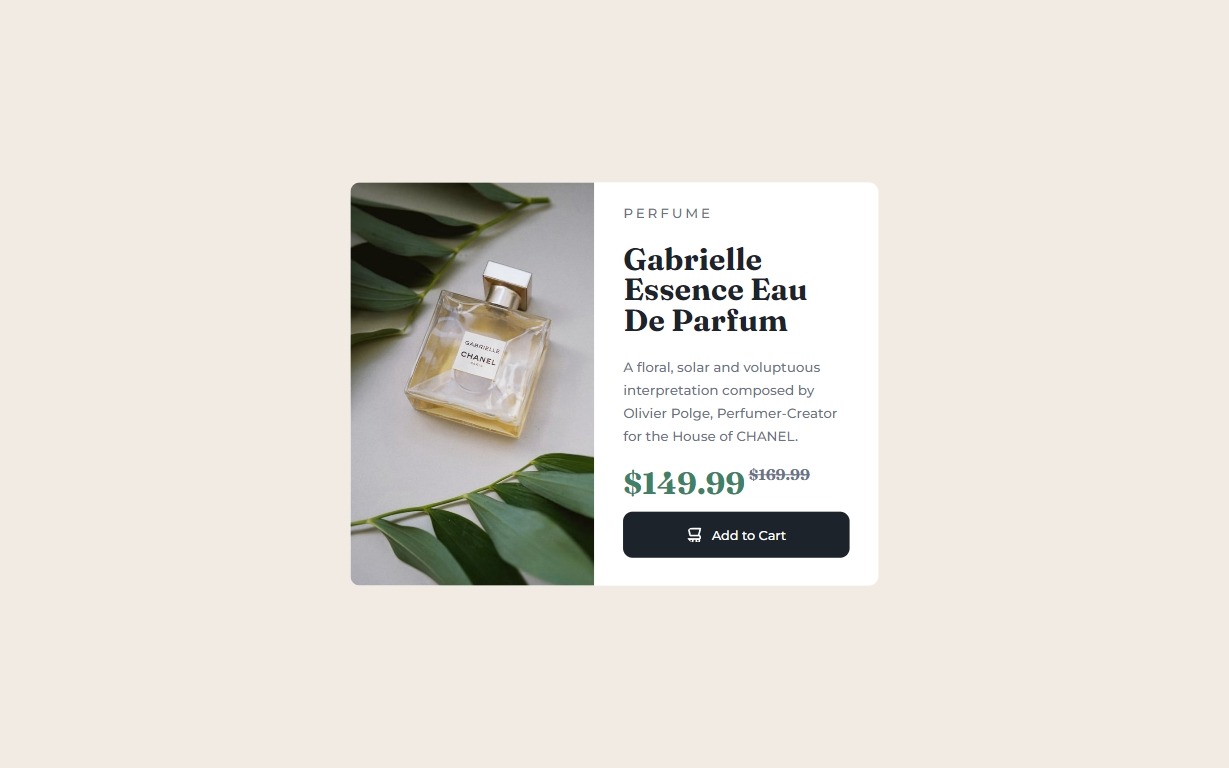 GABRIELLE
CHANEL
PARIS
PERFUME
Gabrielle
Essence Eau
De Parfum
A floral, solar and voluptuous
interpretation composed by
Olivier Polge, Perfumer-Creator
for the House of CHANEL.
$149.99 $169.99
Add to Cart